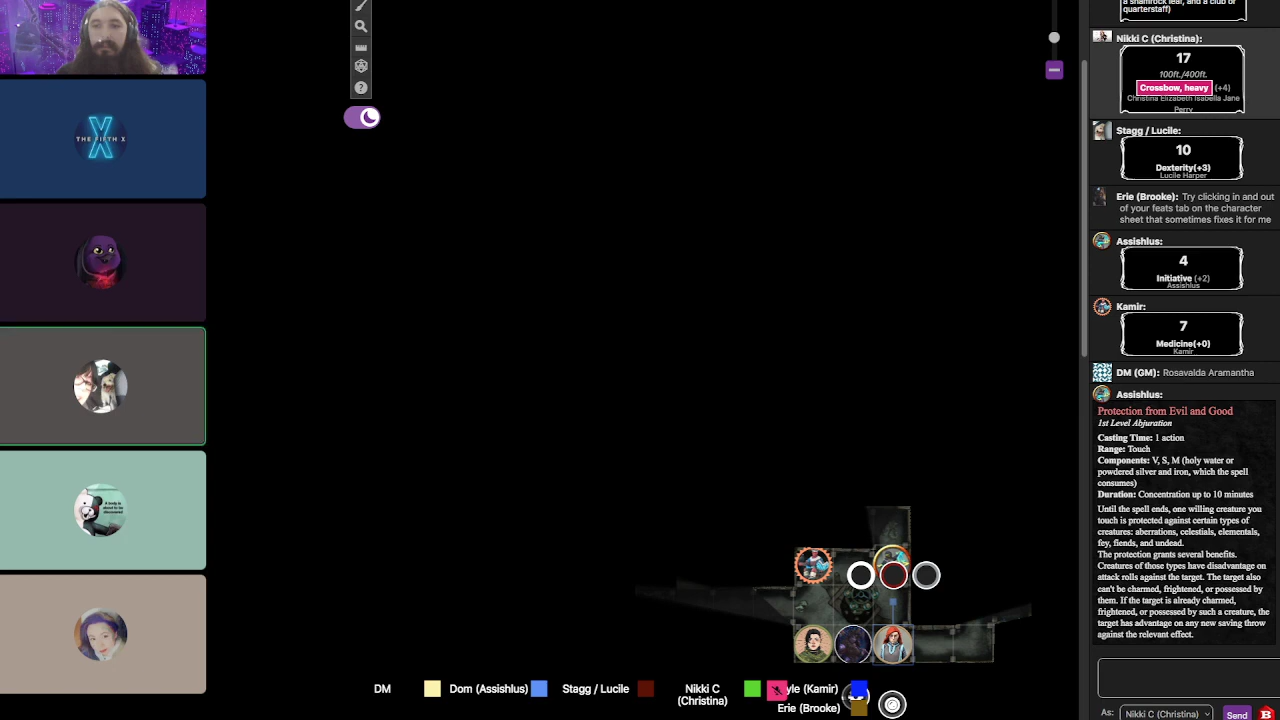 a shamrock leaf, and a club or
quarterstaff)
Nikki C (Christina):
17
100ft./400ft.
Crossbow, heavy (+4)
Christina Elizabeth Isabella Jane
Perry
Stagg / Lucile:
10
Dexterity(+3)
Lucile Harper
Erie (Brooke): Try clicking in and out
of your feats tab on the character
sheet that sometimes fixes it for me
Assishlus:
4
Initiative (+2)
Assishlus
Kamir:
7
Medicine(+0)
Kamir
DM (GM): Rosavalda Aramantha
Assishlus:
Protection from Evil and Good
1st Level Abjuration
Casting Time: 1 action
Range: Touch
Components: V, S, M (holy water or
powdered silver and iron, which the spell
consumes)
Duration: Concentration up to 10 minutes
Until the spell ends, one willing creature you
touch is protected against certain types of
creatures: aberrations, celestials, elementals,
fey, fiends, and undead.
The protection grants several benefits.
Creatures of those types have disadvantage on
attack rolls against the target. The target also
can't be charmed, frightened, or possessed by
them. If the target is already charmed,
frightened, or possessed by such a creature, the
target has advantage on any new saving throw
against the relevant effect.
As: Nikki C (Christina) Send
THE FIFTH X
DM
Dom (Assishlus)
Stagg / Lucile
Nikki C
(Christina)
yle (Kamir)
Erie (Brooke)